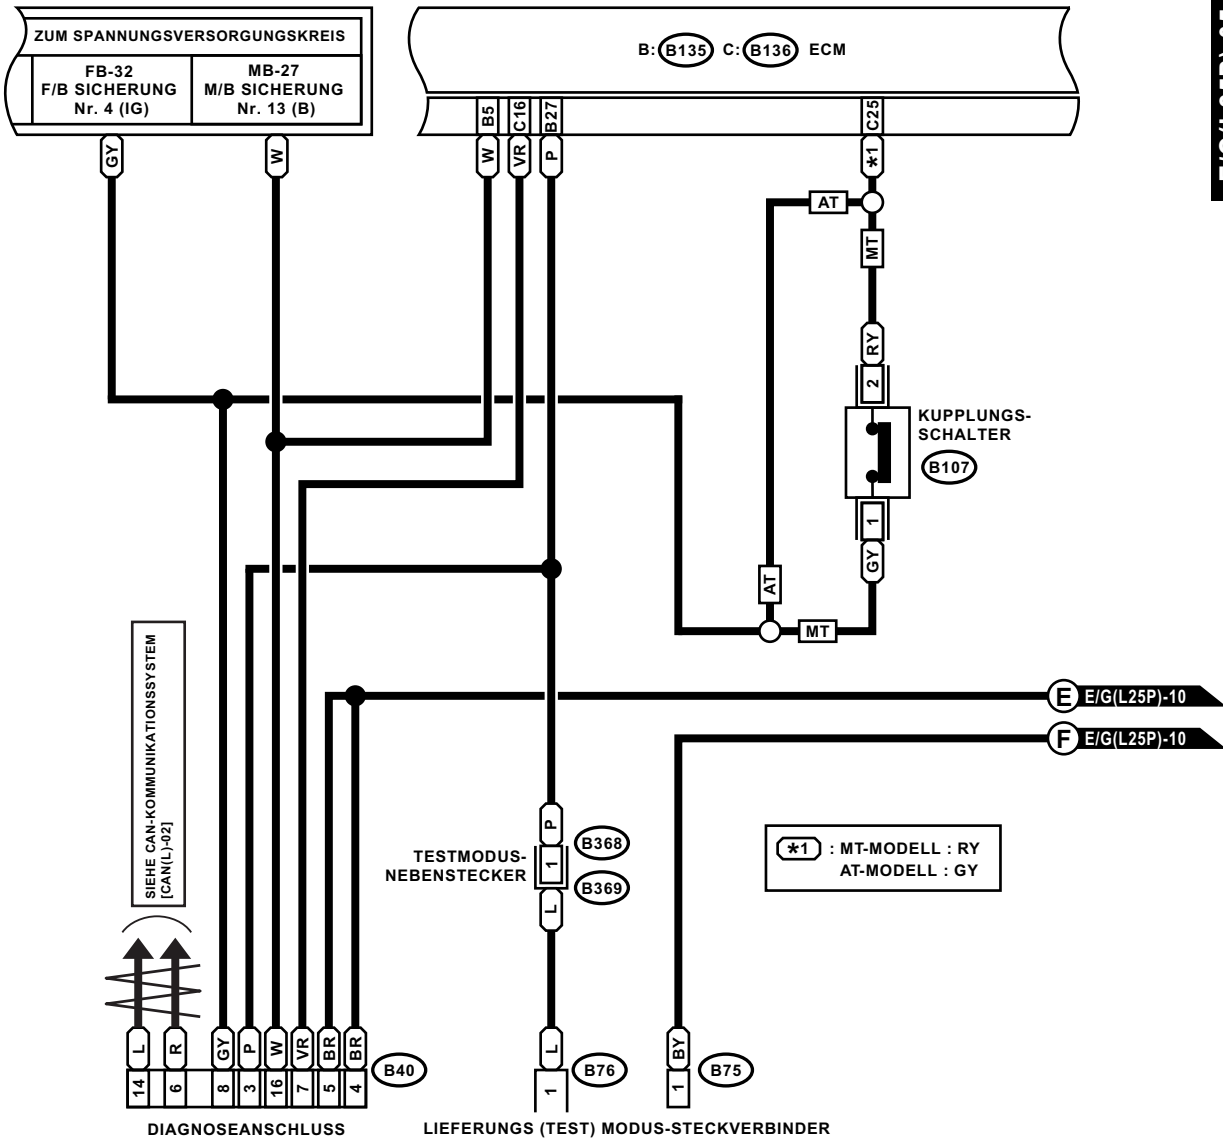 ZUM SPANNUNGSVERSORGUNGSKREIS
FB-32
F/B SICHERUNG
Nr. 4 (IG)
MB-27
M/B SICHERUNG
Nr. 13 (B)
B: B135 C: B136 ECM
B5
C16
B27
C25
GY
W
W
VR
P
*1
AT
MT
RY
2
KUPPLUNGS-
SCHALTER
B107
1
GY
AT
MT
SIEHE CAN-KOMMUNIKATIONSSYSTEM
[CAN(L)-02]
E E/G(L25P)-10
F E/G(L25P)-10
P
B368
TESTMODUS-
NEBENSTECKER
1
B369
L
*1 : MT-MODELL : RY
AT-MODELL : GY
L
R
GY
P
W
VR
BR
BR
L
BY
14
6
8
3
16
7
5
4
B40
1
B76
1
B75
DIAGNOSEANSCHLUSS
LIEFERUNGS (TEST) MODUS-STECKVERBINDER